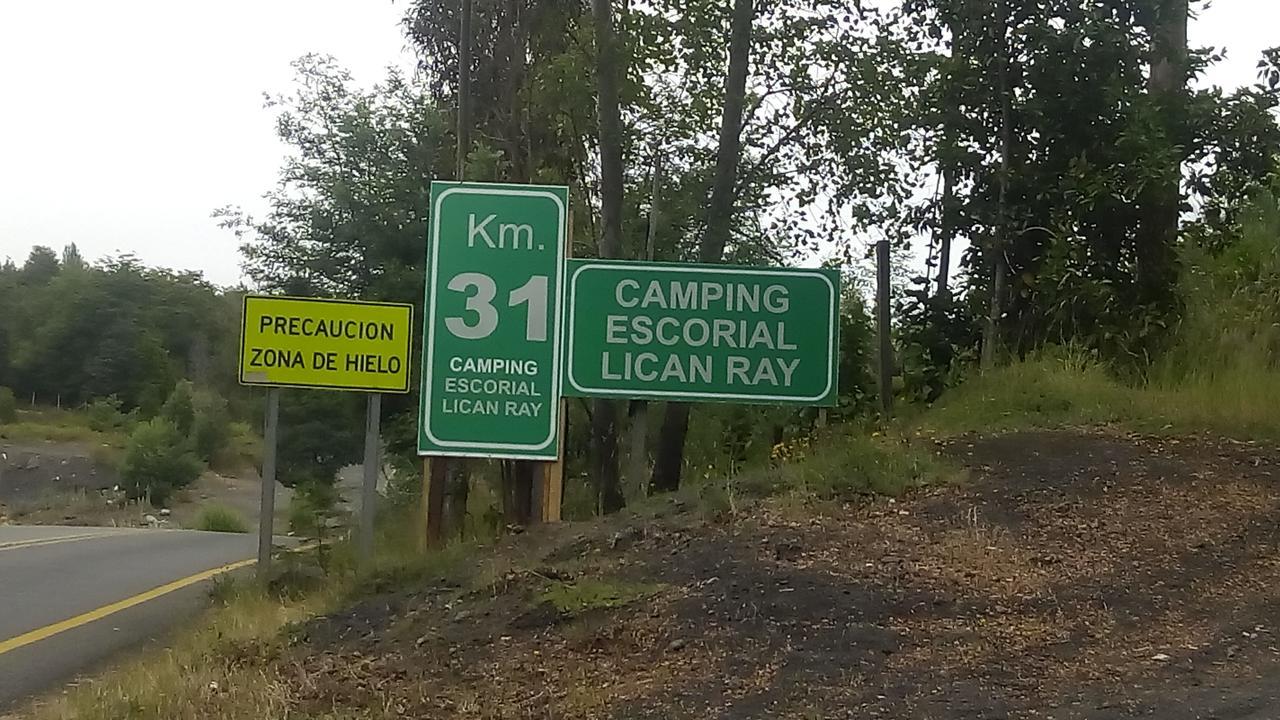 PRECAUCION
ZONA DE HIELO
Km.
31
CAMPING
ESCORIAL
LICAN RAY
CAMPING
ESCORIAL
LICAN RAY